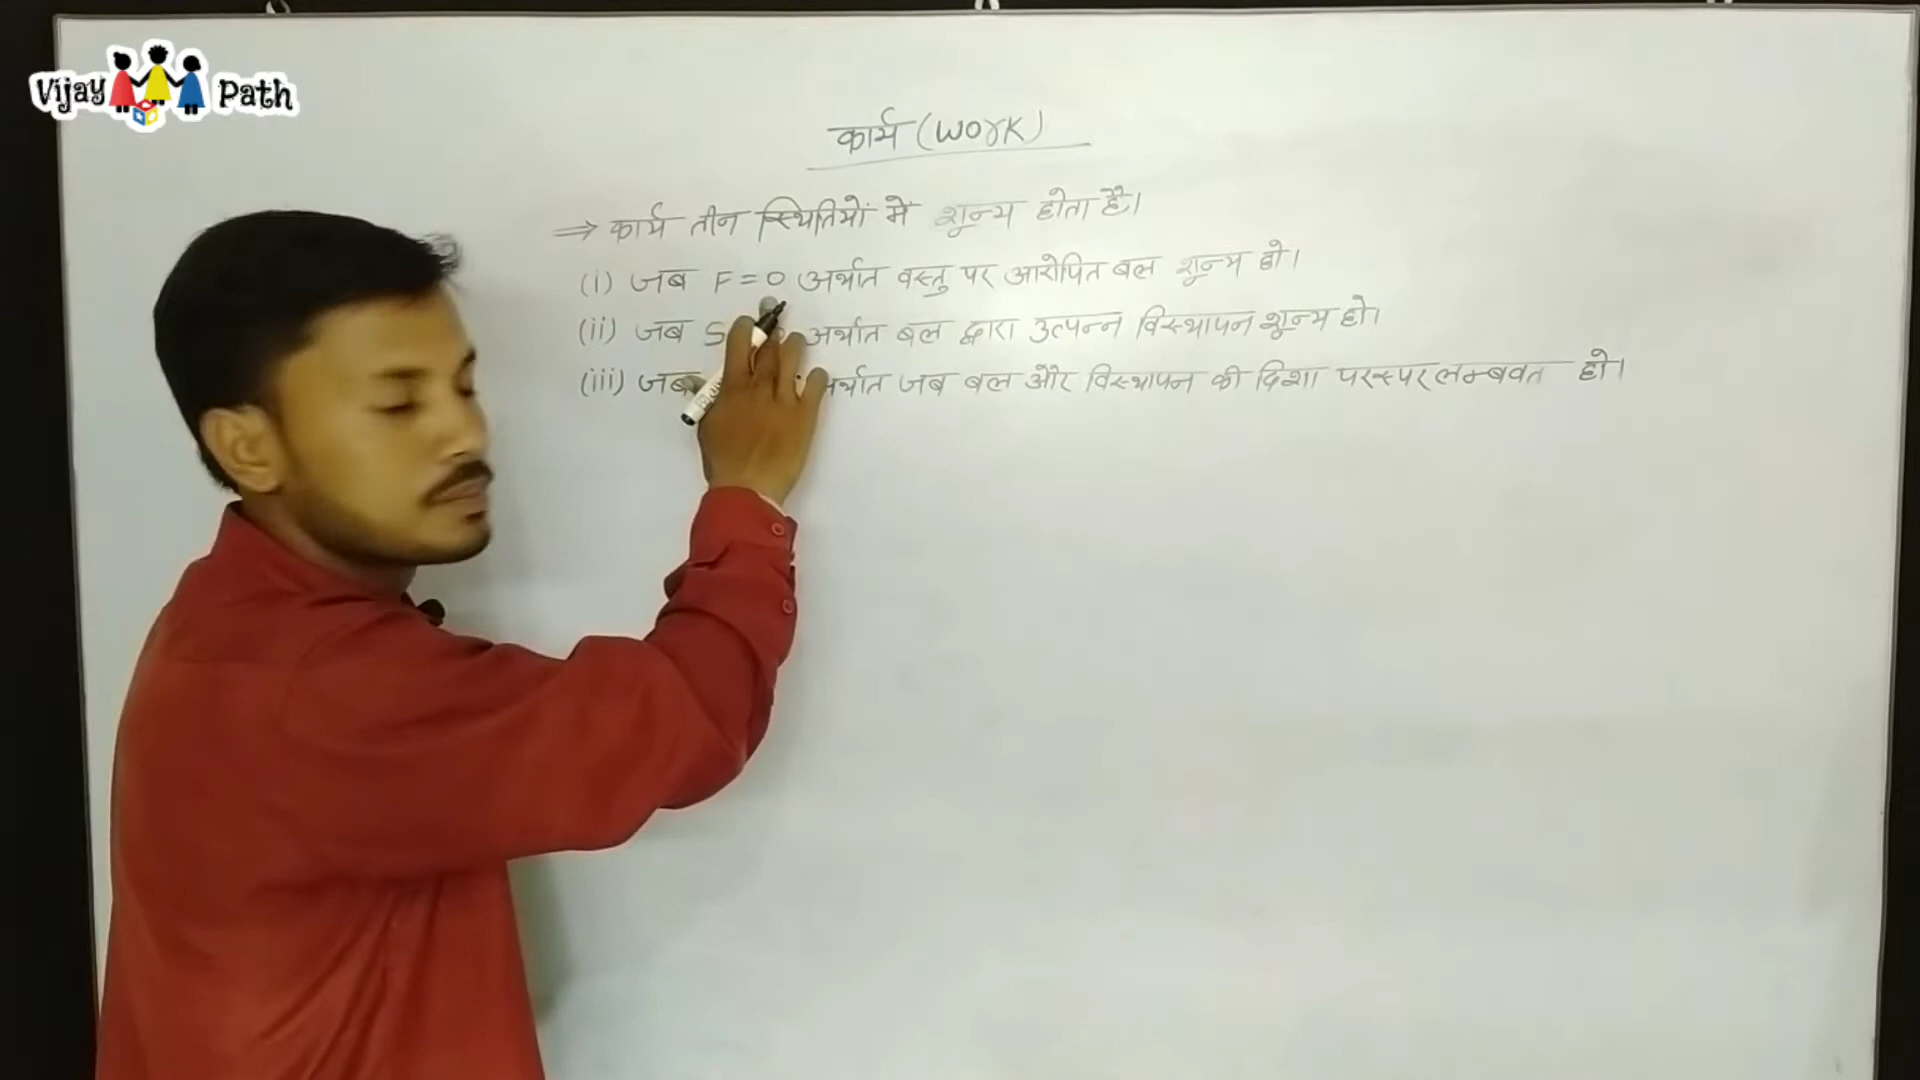 Vijay Path
कार्य (WORK)
⇒ कार्य तीन स्थितियों में शून्य होता है।
(i) जब F=0 अर्थात वस्तु पर आरोपित बल शून्य हो।
(ii) जब S अर्थात बल द्वारा उत्पन्न विस्थापन शून्य हो।
(iii) जब अर्थात जब बल और विस्थापन की दिशा परस्पर लम्बवत हो।